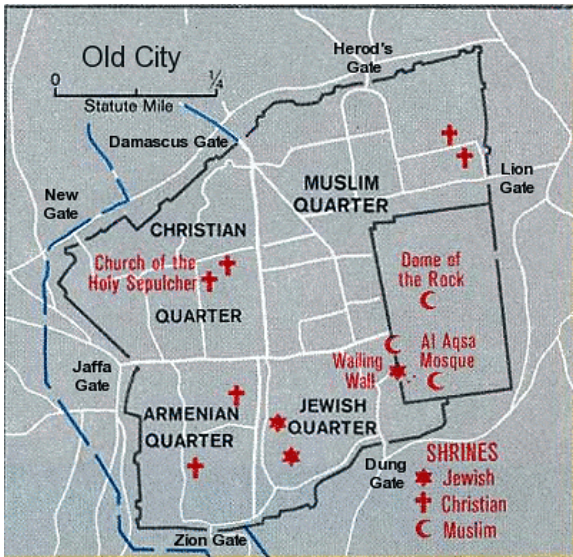 Old City
0 ¼
Statute Mile
Herod's
Gate
Damascus Gate
New
Gate
Lion
Gate
MUSLIM
QUARTER
CHRISTIAN
QUARTER
Church of the
Holy Sepulcher
Dome of
the Rock
Al Aqsa
Mosque
Wailing
Wall
Jaffa
Gate
ARMENIAN
QUARTER
JEWISH
QUARTER
Dung
Gate
Zion Gate
SHRINES
Jewish
Christian
Muslim